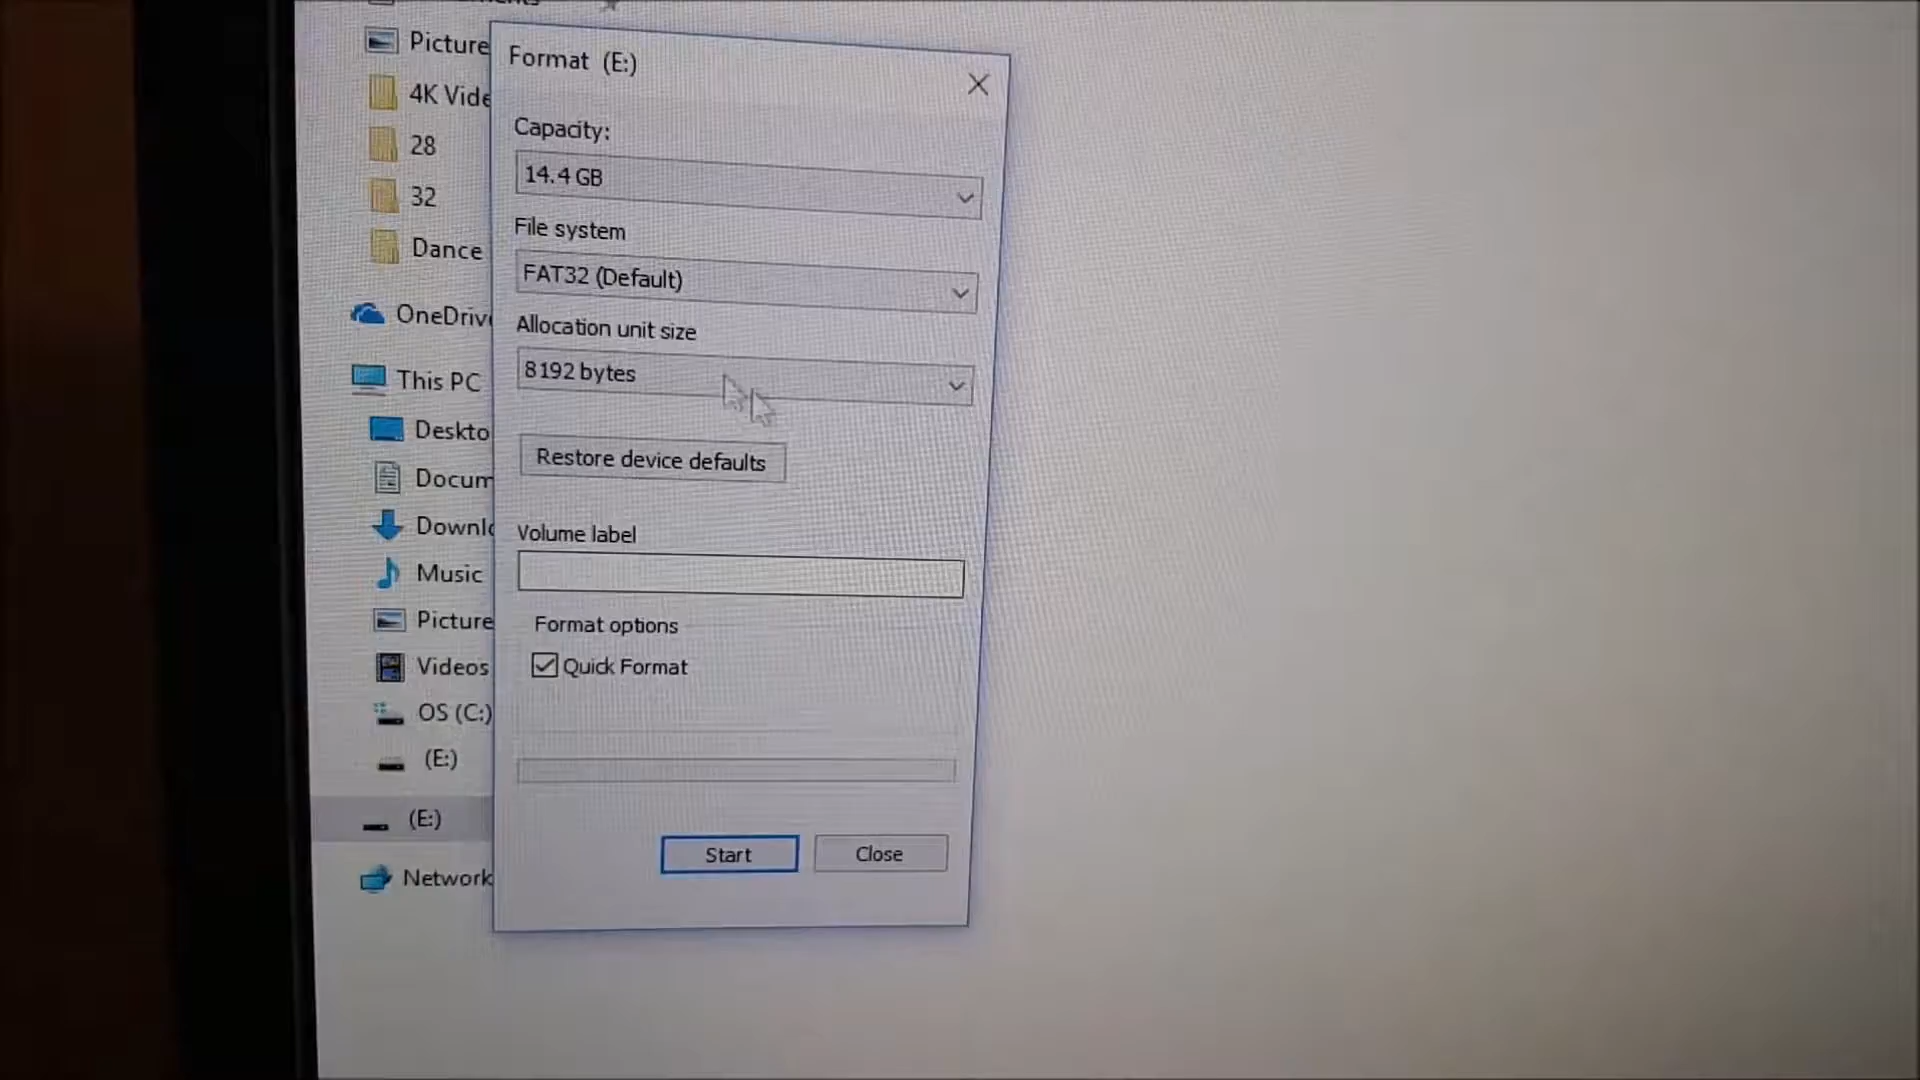 Picture
4K Vide
28
32
Dance
OneDriv
This PC
Deskto
Docum
Downlo
Music
Picture
Videos
OS (C:)
(E:)
(E:)
Network
Format (E:)
Capacity:
14.4 GB
File system
FAT32 (Default)
Allocation unit size
8192 bytes
Restore device defaults
Volume label
Format options
Quick Format
Start
Close